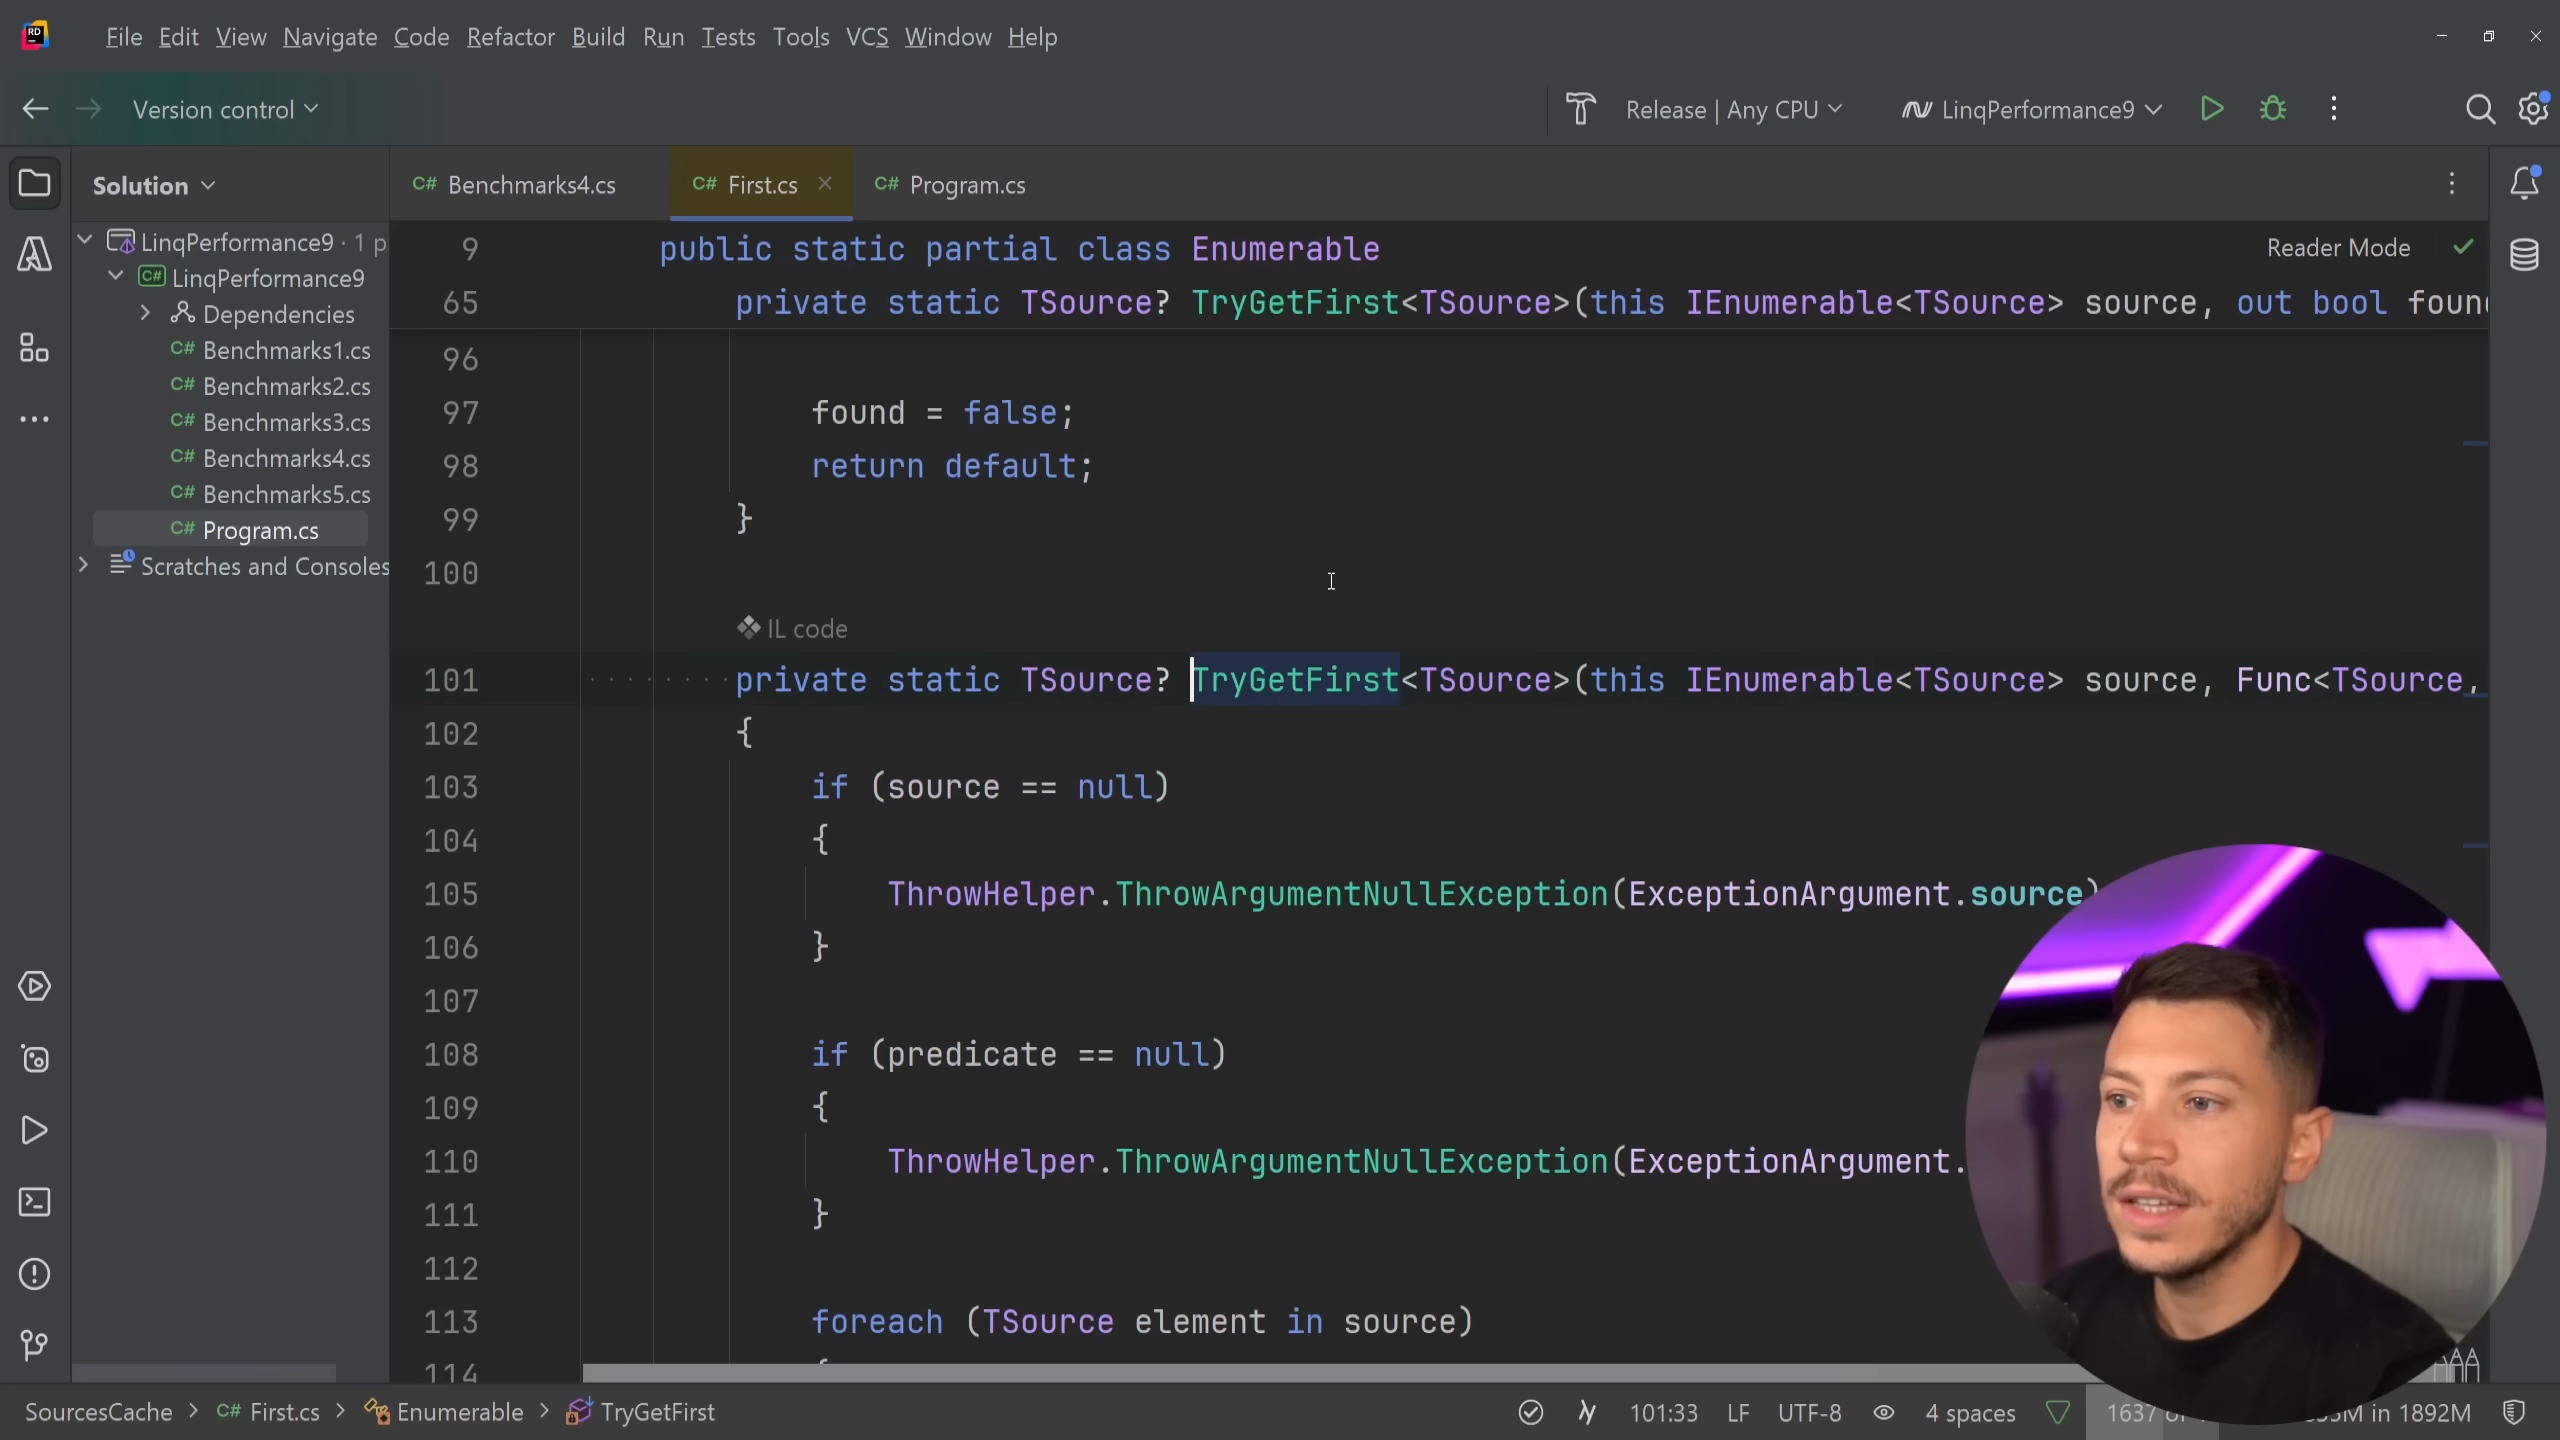 RD
File Edit View Navigate Code Refactor Build Run Tests Tools VCS Window Help
Version control
Release | Any CPU
LinqPerformance9
Solution
C# Benchmarks4.cs
C# First.cs
C# Program.cs
LinqPerformance9 · 1 p
C# LinqPerformance9
Dependencies
C# Benchmarks1.cs
C# Benchmarks2.cs
C# Benchmarks3.cs
C# Benchmarks4.cs
C# Benchmarks5.cs
C# Program.cs
Scratches and Consoles
Reader Mode
9 public static partial class Enumerable
65 private static TSource? TryGetFirst<TSource>(this IEnumerable<TSource> source, out bool foun
96
97 found = false;
98 return default;
99 }
100
IL code
101 private static TSource? TryGetFirst<TSource>(this IEnumerable<TSource> source, Func<TSource,
102 {
103 if (source == null)
104 {
105 ThrowHelper.ThrowArgumentNullException(ExceptionArgument.source)
106 }
107
108 if (predicate == null)
109 {
110 ThrowHelper.ThrowArgumentNullException(ExceptionArgument.
111 }
112
113 foreach (TSource element in source)
114 {
SourcesCache > C# First.cs > Enumerable > TryGetFirst
101:33 LF UTF-8 4 spaces 1637 in 1892M